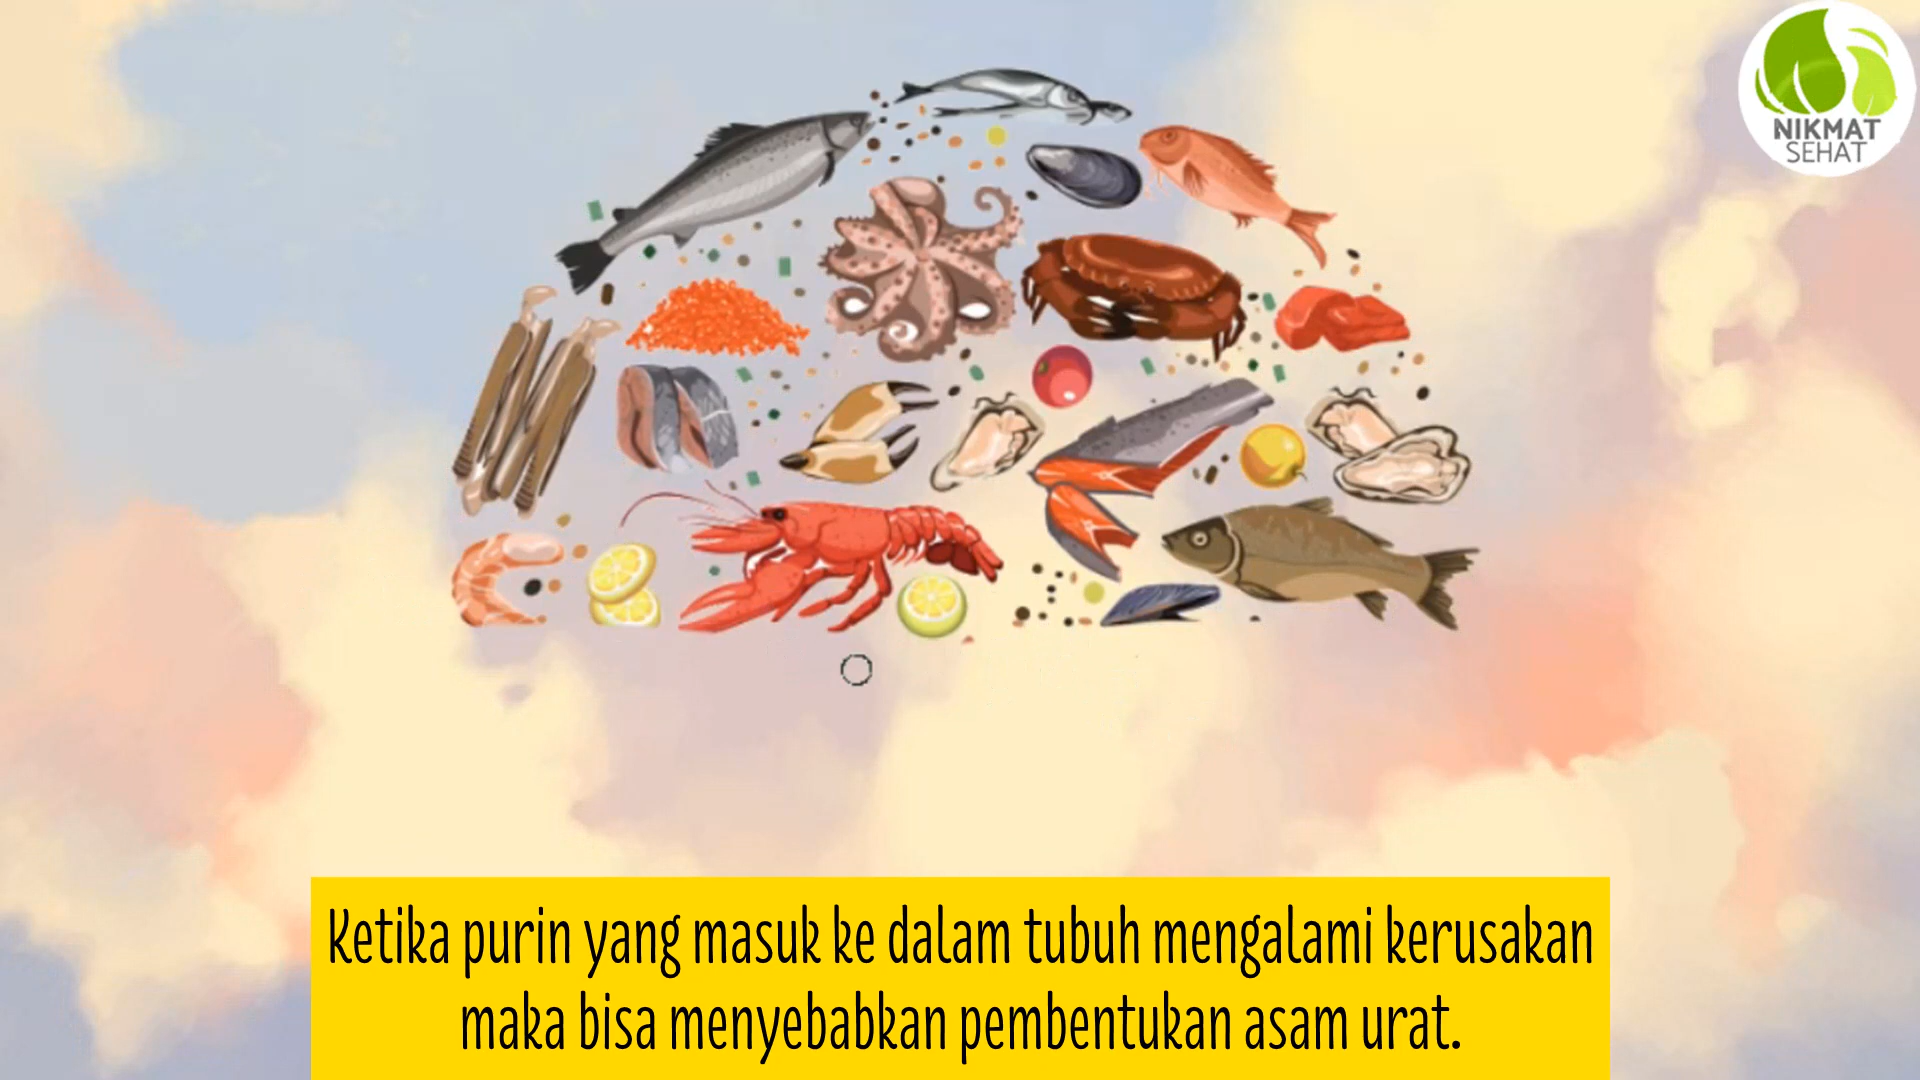 NIKMAT
SEHAT
Ketika purin yang masuk ke dalam tubuh mengalami kerusakan
maka bisa menyebabkan pembentukan asam urat.